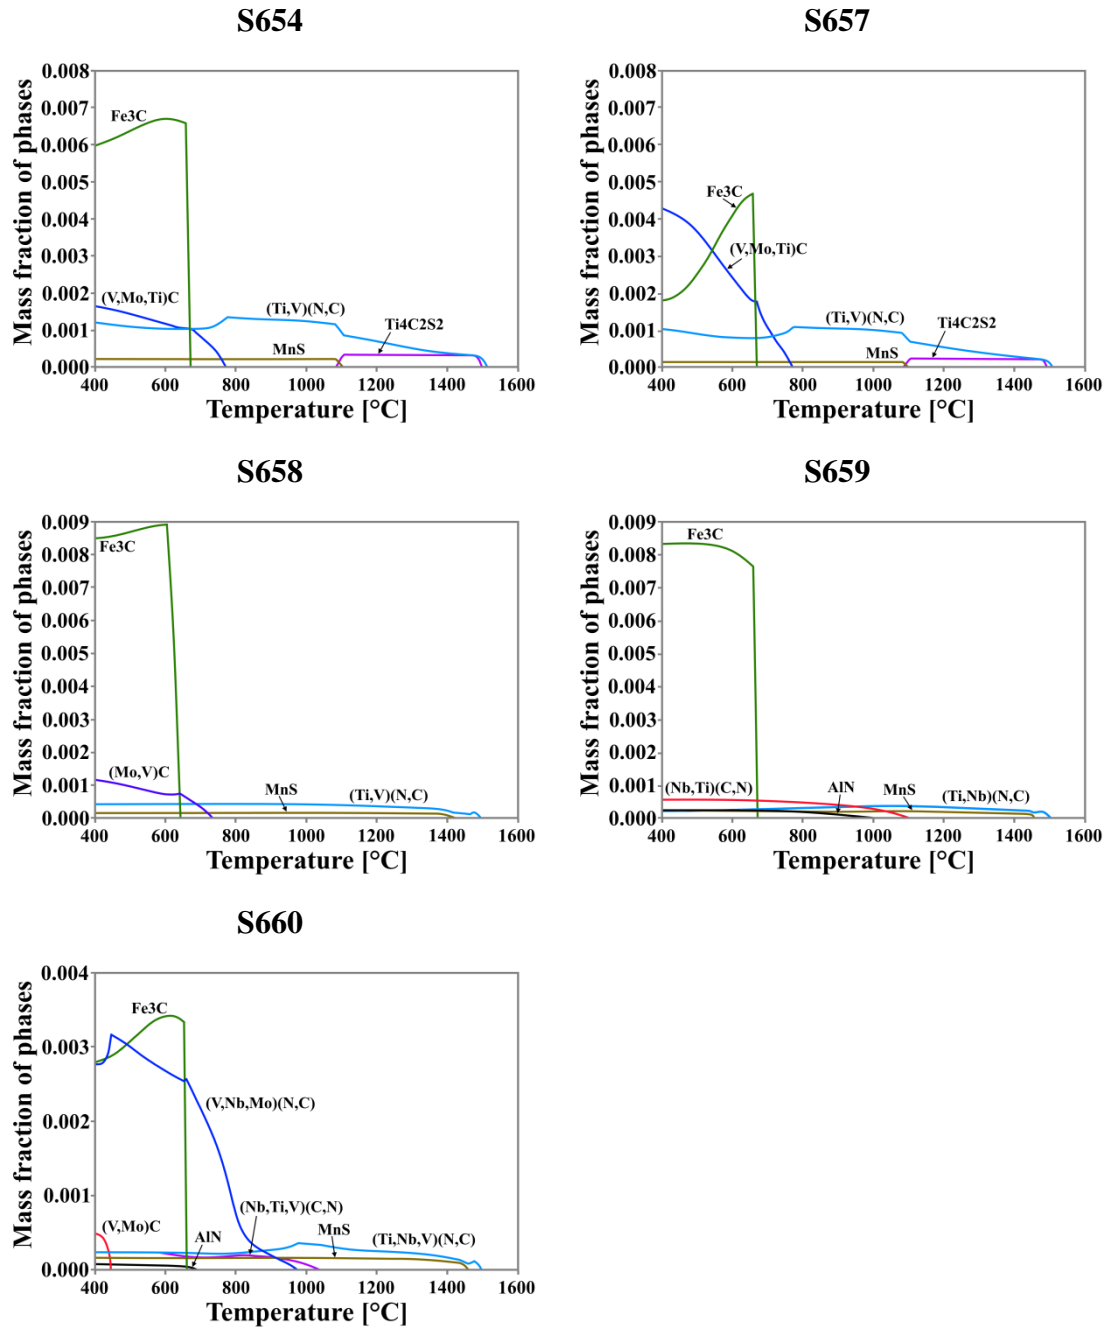 S654
0.008
0.007
0.006
0.005
0.004
0.003
0.002
0.001
0.000
Mass fraction of phases
Fe3C
(V,Mo,Ti)C
(Ti,V)(N,C)
Ti4C2S2
MnS
400 600 800 1000 1200 1400 1600
Temperature [°C]
S657
0.008
0.007
0.006
0.005
0.004
0.003
0.002
0.001
0.000
Mass fraction of phases
Fe3C
(V,Mo,Ti)C
(Ti,V)(N,C)
Ti4C2S2
MnS
400 600 800 1000 1200 1400 1600
Temperature [°C]
S658
0.009
0.008
0.007
0.006
0.005
0.004
0.003
0.002
0.001
0.000
Mass fraction of phases
Fe3C
(Mo,V)C
MnS
(Ti,V)(N,C)
400 600 800 1000 1200 1400 1600
Temperature [°C]
S659
0.009
0.008
0.007
0.006
0.005
0.004
0.003
0.002
0.001
0.000
Mass fraction of phases
Fe3C
(Nb,Ti)(C,N)
AlN
MnS
(Ti,Nb)(N,C)
400 600 800 1000 1200 1400 1600
Temperature [°C]
S660
0.004
0.003
0.002
0.001
0.000
Mass fraction of phases
Fe3C
(V,Nb,Mo)(N,C)
(Nb,Ti,V)(C,N)
(V,Mo)C
AlN
MnS
(Ti,Nb,V)(N,C)
400 600 800 1000 1200 1400 1600
Temperature [°C]